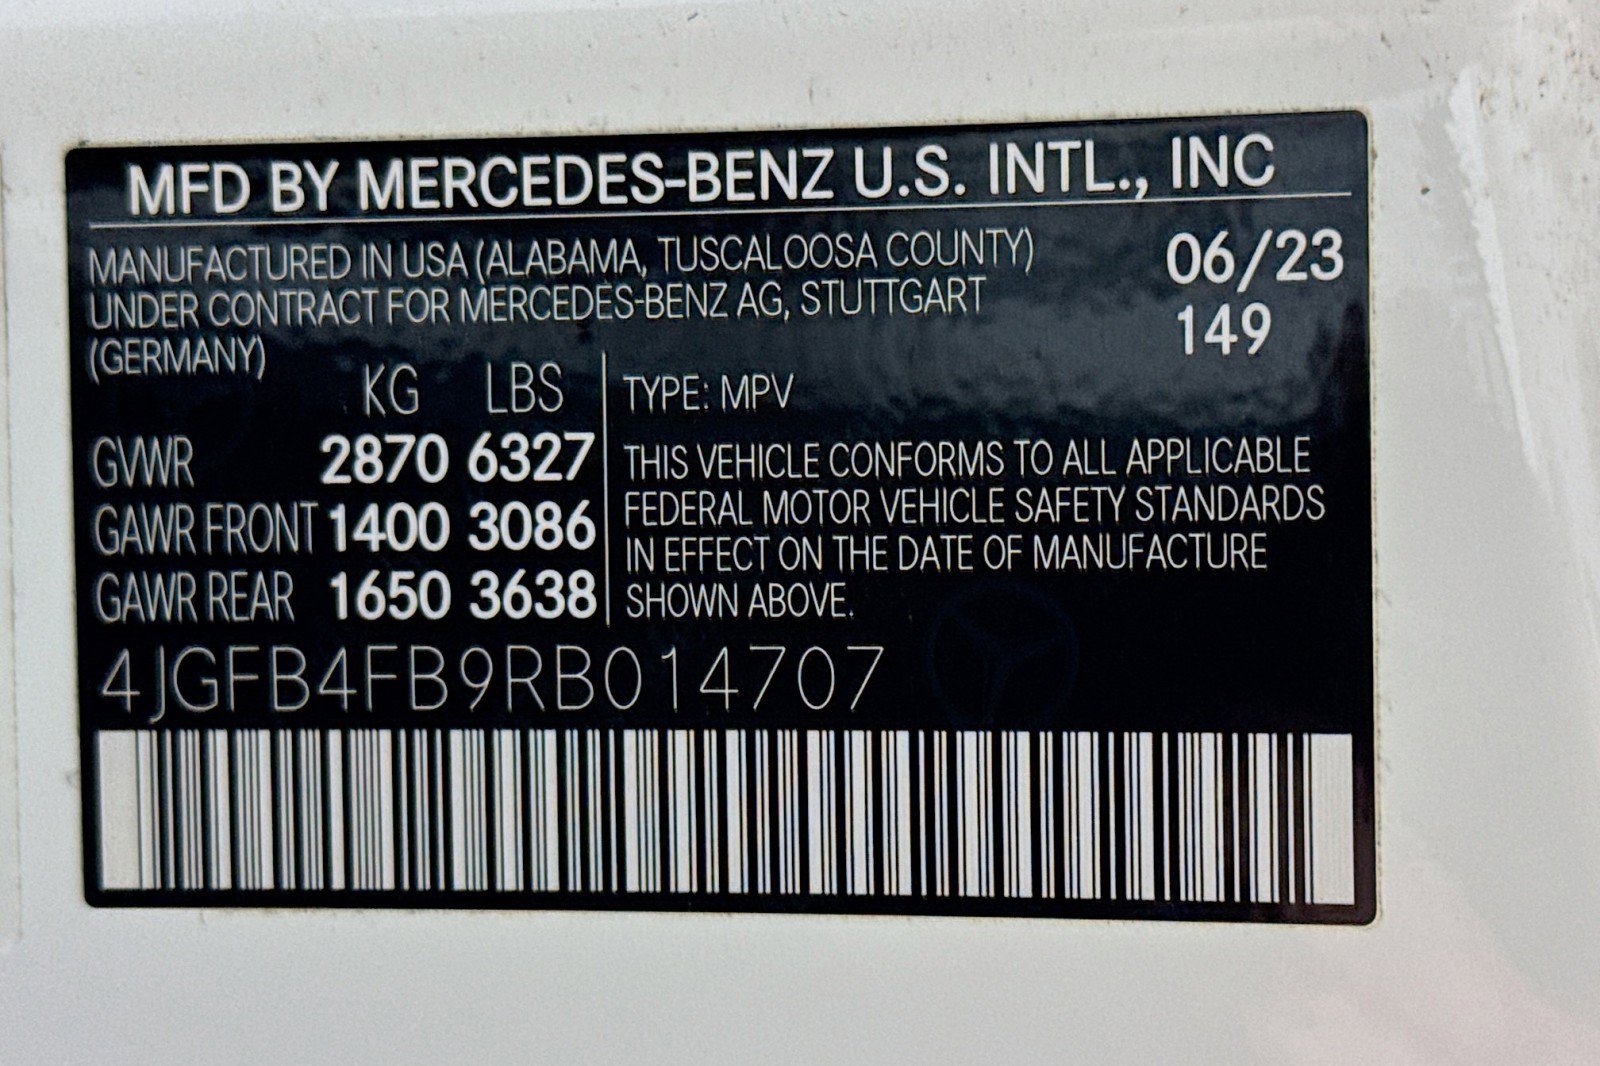 MFD BY MERCEDES-BENZ U.S. INTL., INC
MANUFACTURED IN USA (ALABAMA, TUSCALOOSA COUNTY)
UNDER CONTRACT FOR MERCEDES-BENZ AG, STUTTGART
(GERMANY)
06/23
149
KG LBS
GVWR 2870 6327
GAWR FRONT 1400 3086
GAWR REAR 1650 3638
TYPE: MPV
THIS VEHICLE CONFORMS TO ALL APPLICABLE
FEDERAL MOTOR VEHICLE SAFETY STANDARDS
IN EFFECT ON THE DATE OF MANUFACTURE
SHOWN ABOVE.
4JGFB4FB9RB014707